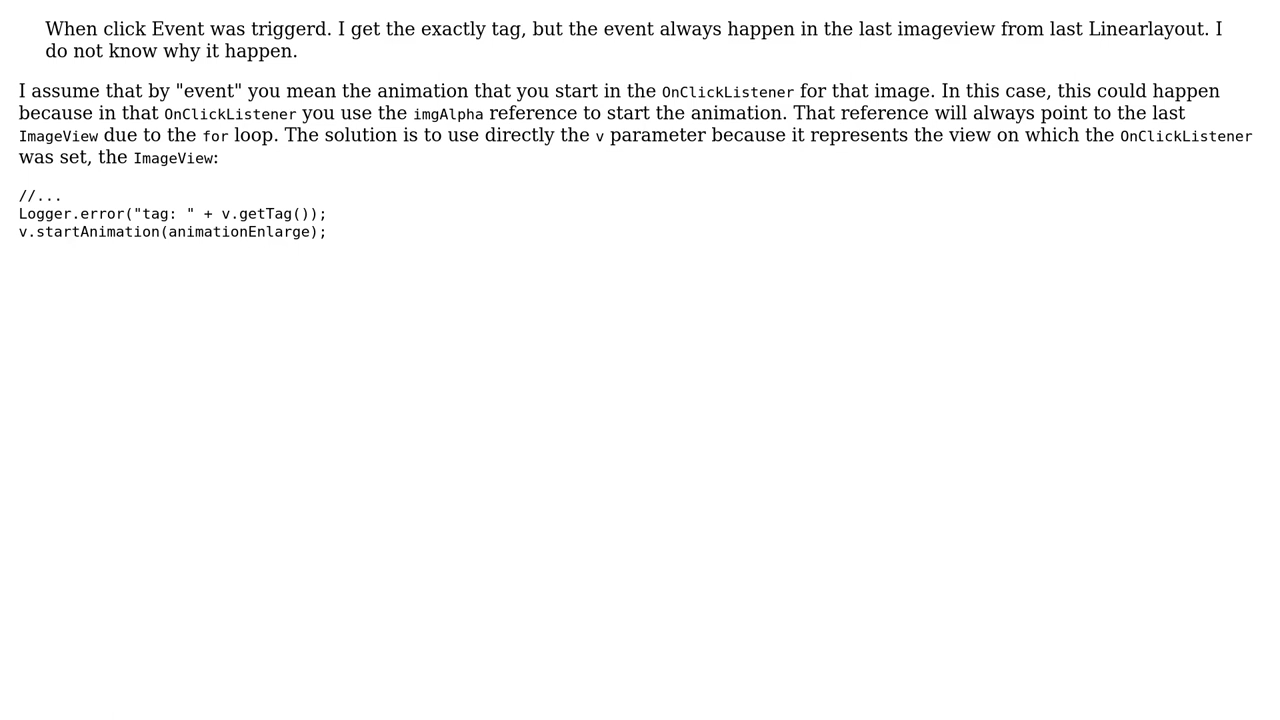 When click Event was triggerd. I get the exactly tag, but the event always happen in the last imageview from last Linearlayout. I
do not know why it happen.
I assume that by "event" you mean the animation that you start in the OnClickListener for that image. In this case, this could happen
because in that OnClickListener you use the imgAlpha reference to start the animation. That reference will always point to the last
ImageView due to the for loop. The solution is to use directly the v parameter because it represents the view on which the OnClickListener
was set, the ImageView:
//...
Logger.error("tag: " + v.getTag());
v.startAnimation(animationEnlarge);